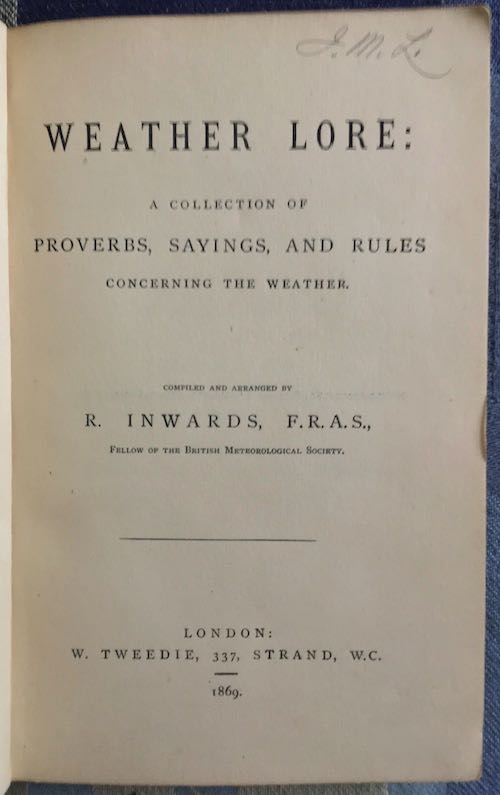 J. M. L.
WEATHER LORE:
A COLLECTION OF
PROVERBS, SAYINGS, AND RULES
CONCERNING THE WEATHER.
COMPILED AND ARRANGED BY
R. INWARDS, F.R.A.S.,
FELLOW OF THE BRITISH METEOROLOGICAL SOCIETY.
LONDON:
W. TWEEDIE, 337, STRAND, W.C.
1869.